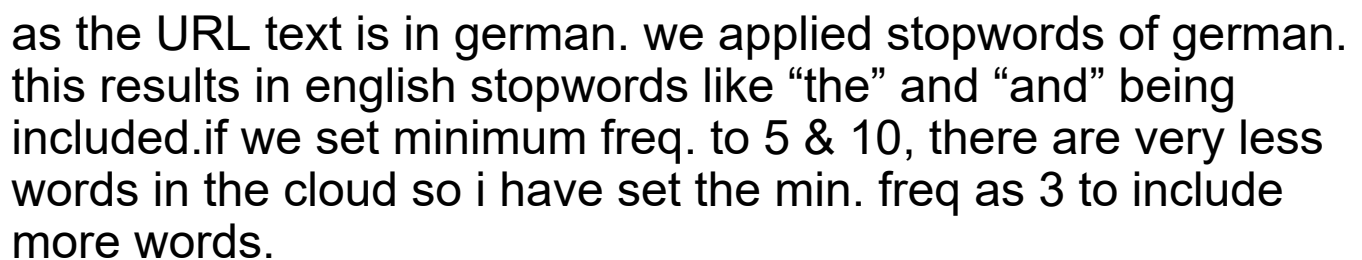 as the URL text is in german. we applied stopwords of german.
this results in english stopwords like “the” and “and” being
included.if we set minimum freq. to 5 & 10, there are very less
words in the cloud so i have set the min. freq as 3 to include
more words.